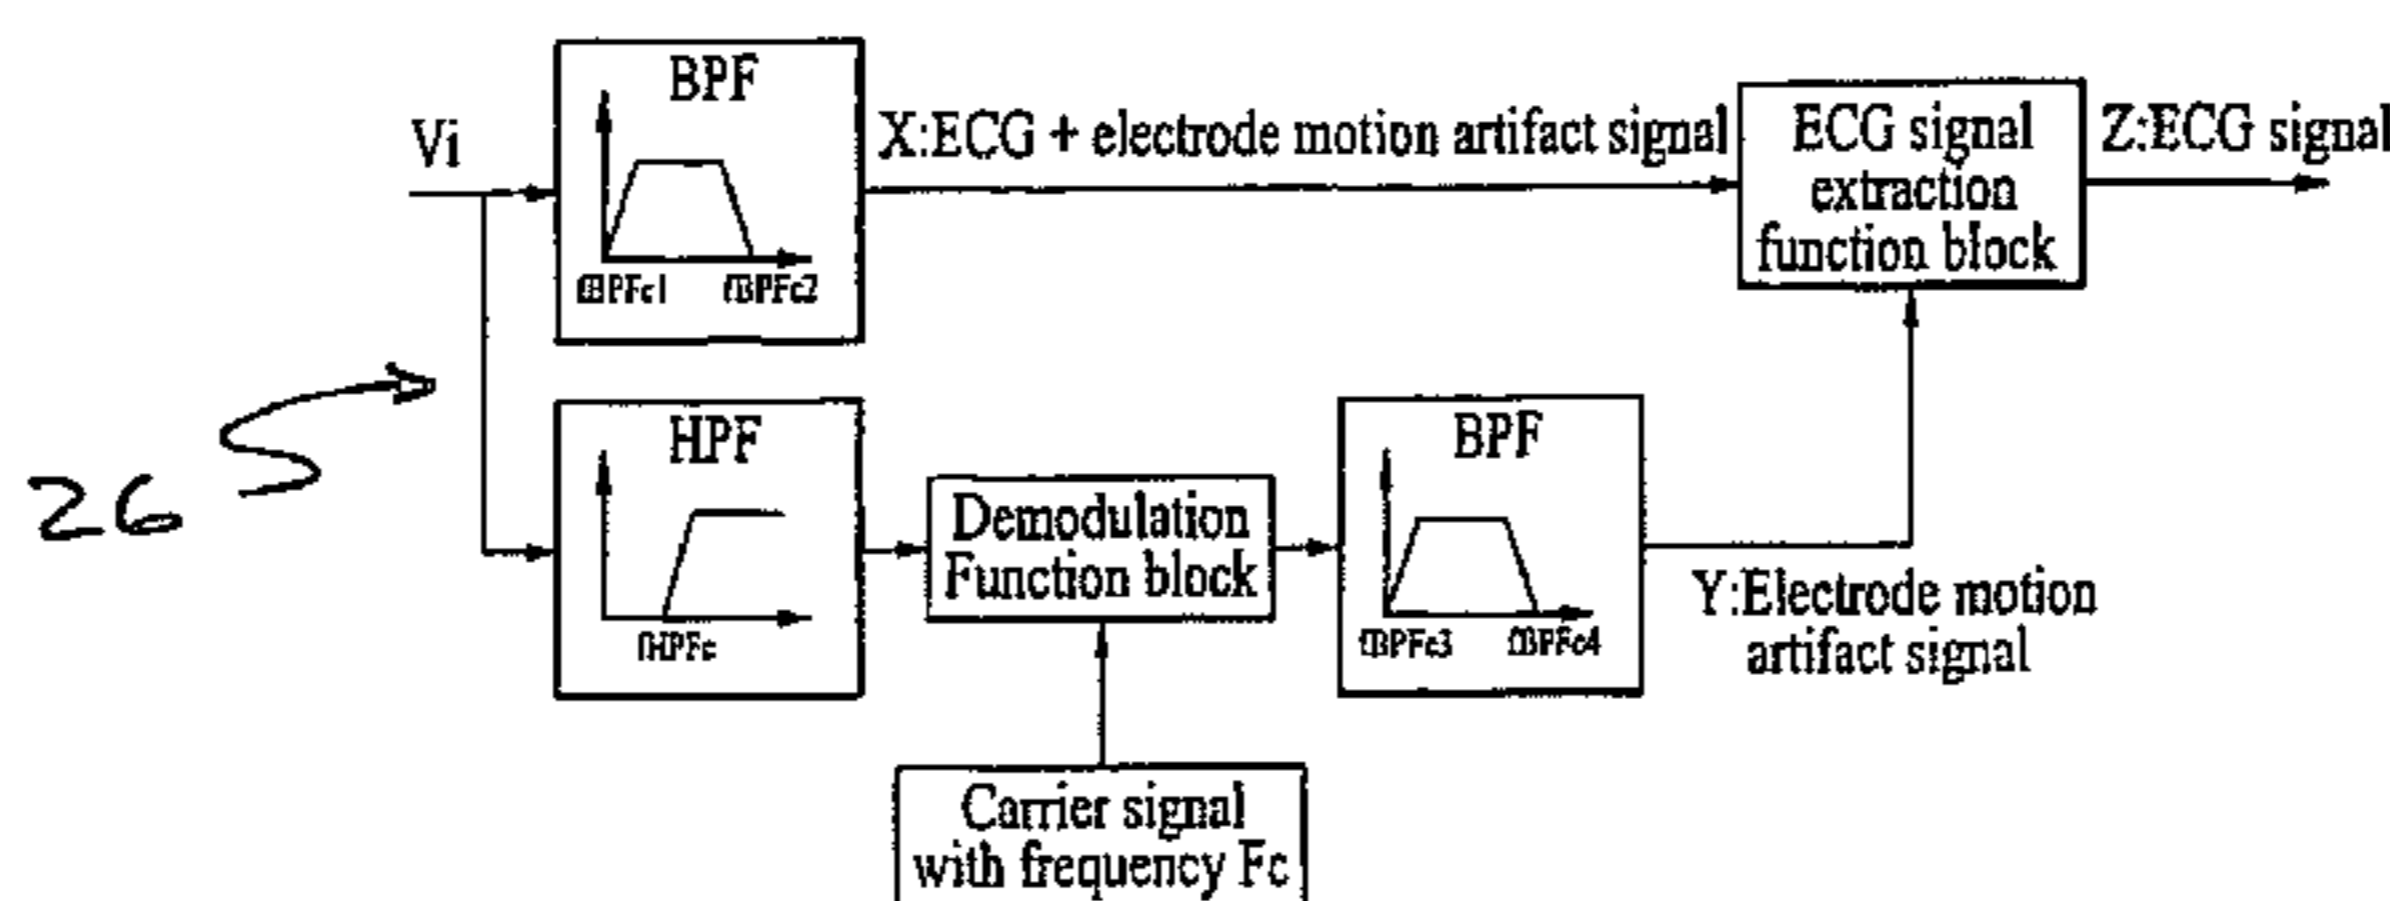 BPF
Vi
X:ECG + electrode motion artifact signal
ECG signal
extraction
function block
Z:ECG signal
fBPFc1
fBPFc2
26
HPF
fHPFc
Demodulation
Function block
BPF
fBPFc3
fBPFc4
Y:Electrode motion
artifact signal
Carrier signal
with frequency Fc